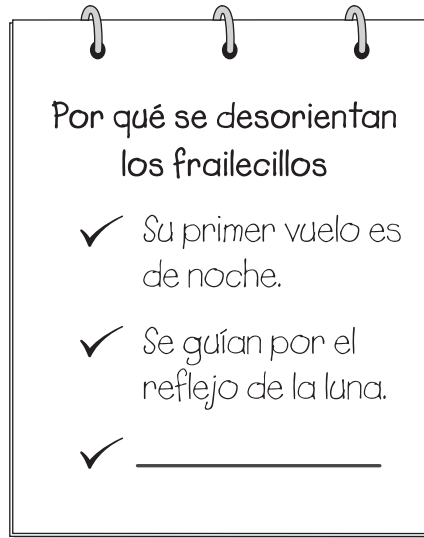 Por qué se desorientan
los frailecillos
Su primer vuelo es
de noche.
Se guían por el
reflejo de la luna.